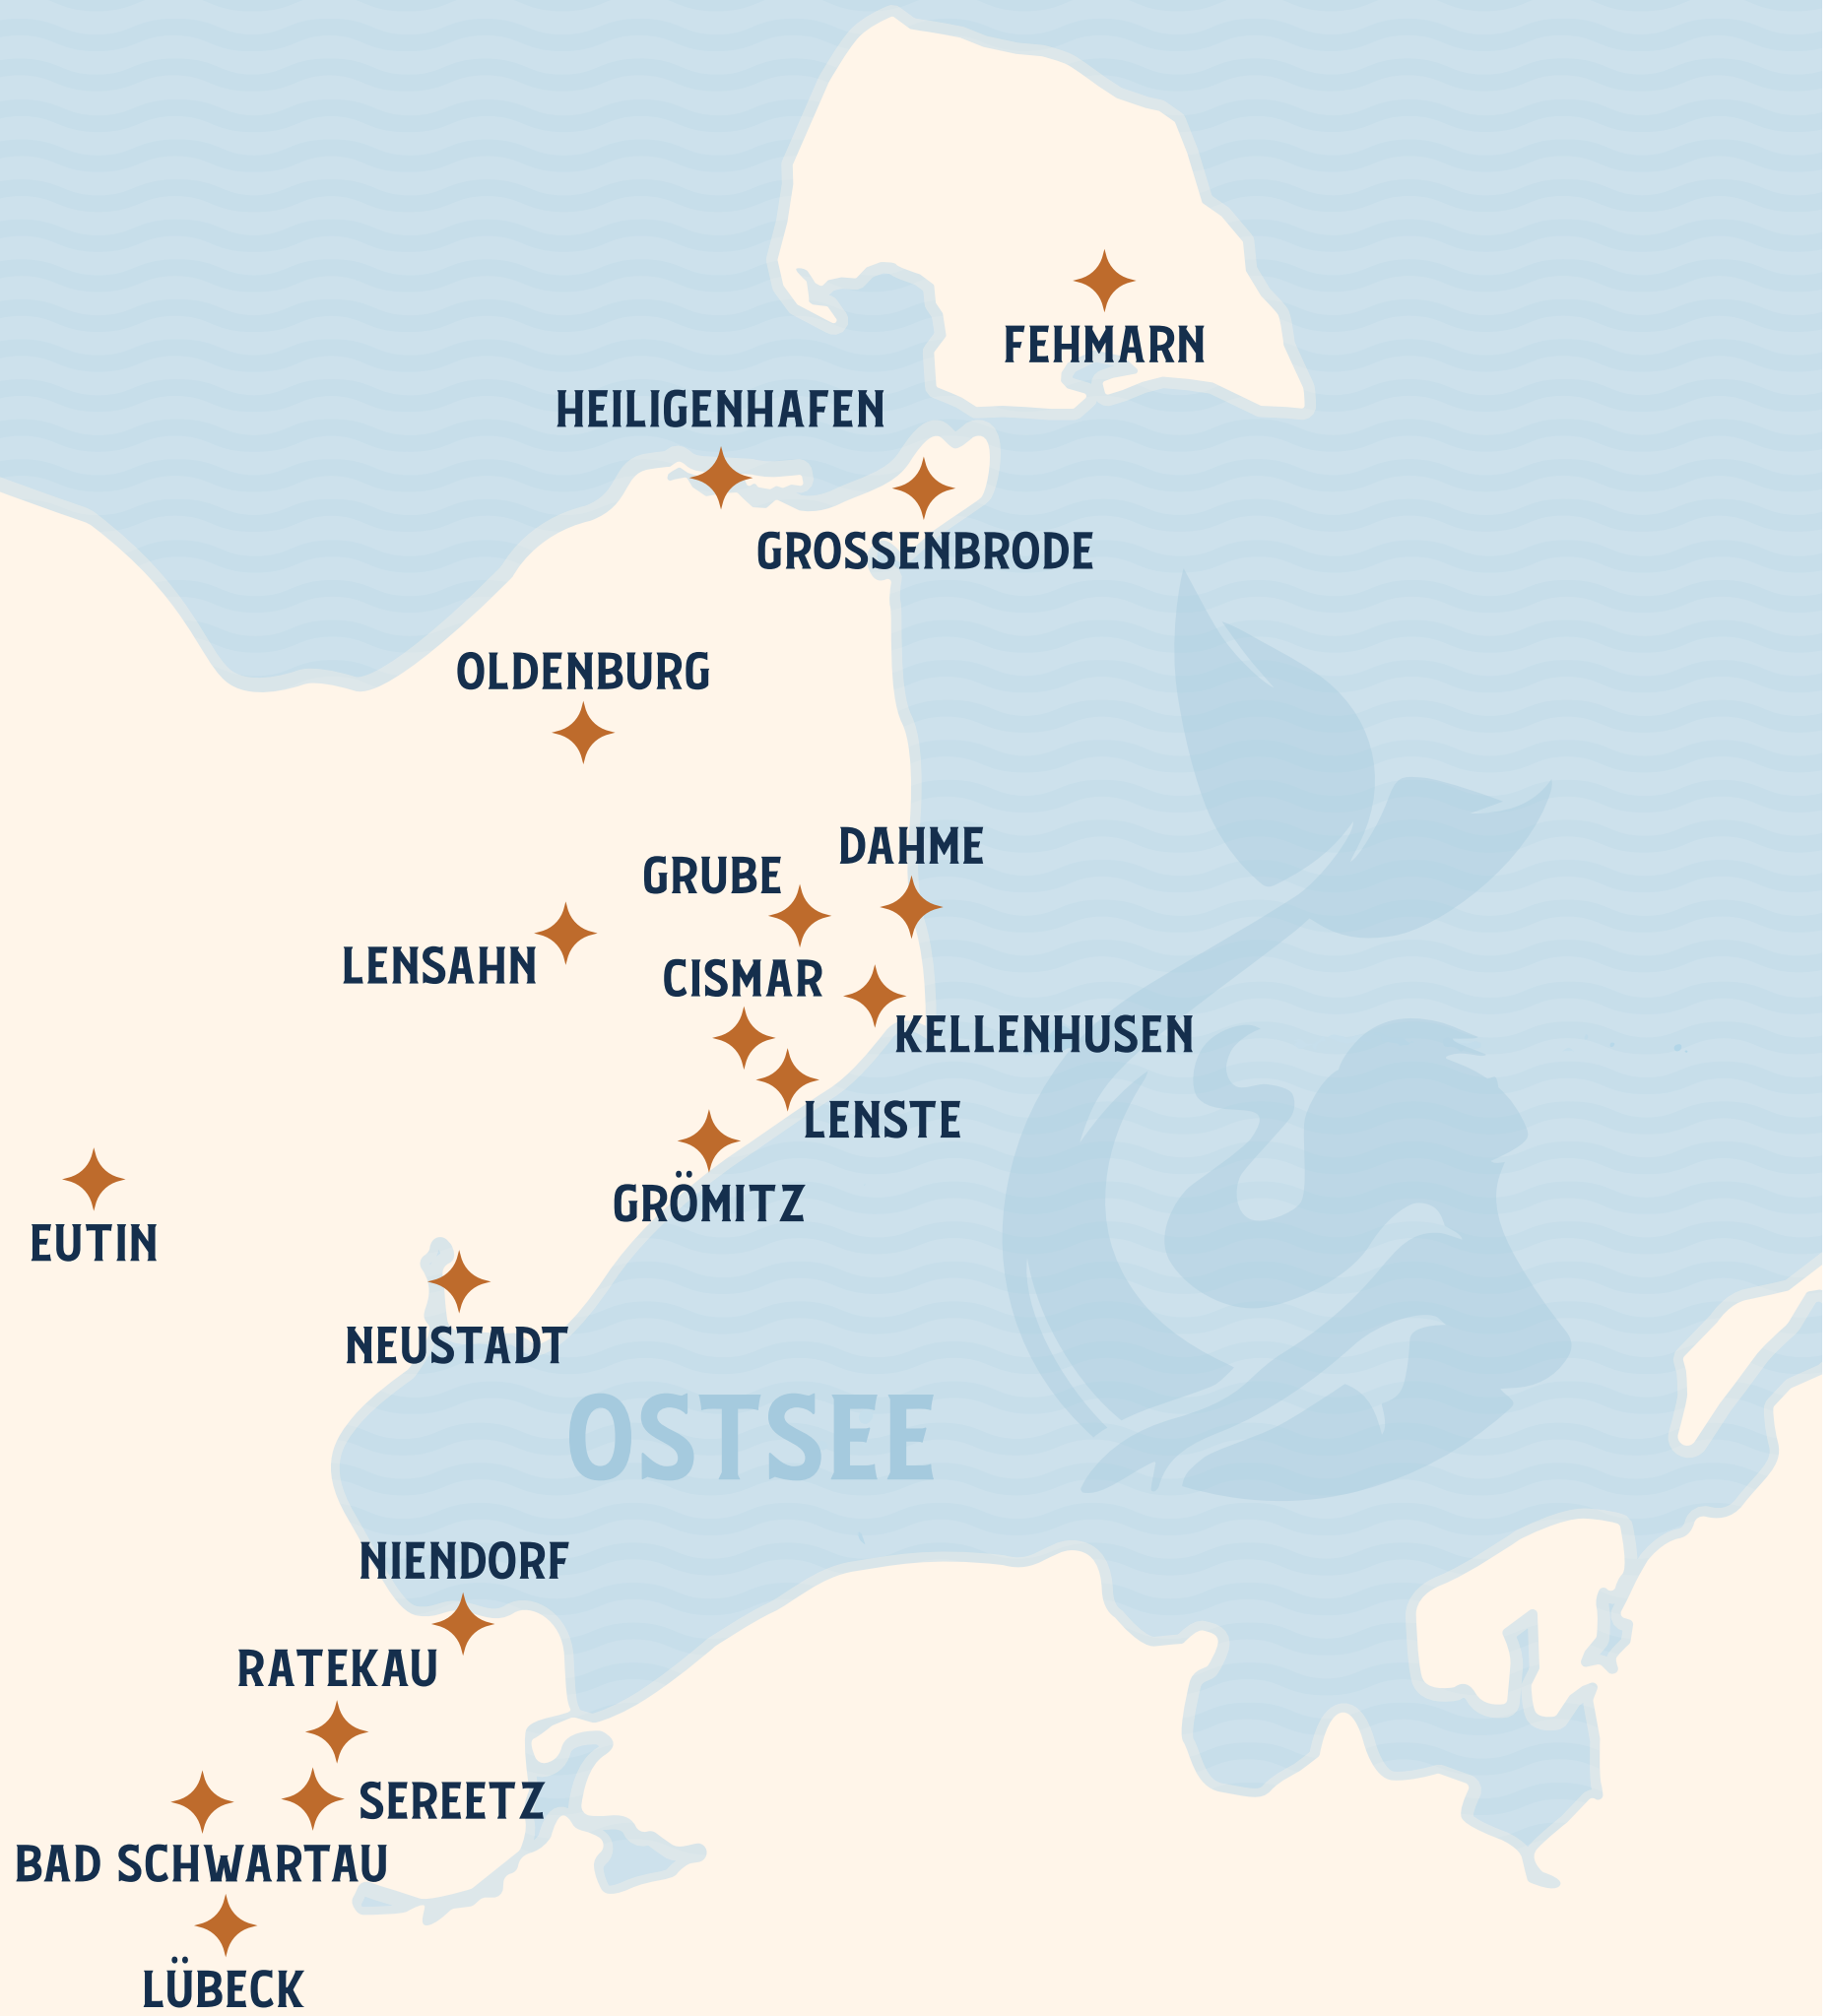 FEHMARN
HEILIGENHAFEN
GROSSENBRODE
OLDENBURG
DAHME
GRUBE
LENSAHN
CISMAR
KELLENHUSEN
LENSTE
GRÖMITZ
EUTIN
NEUSTADT
OSTSEE
NIENDORF
RATEKAU
SEREETZ
BAD SCHWARTAU
LÜBECK